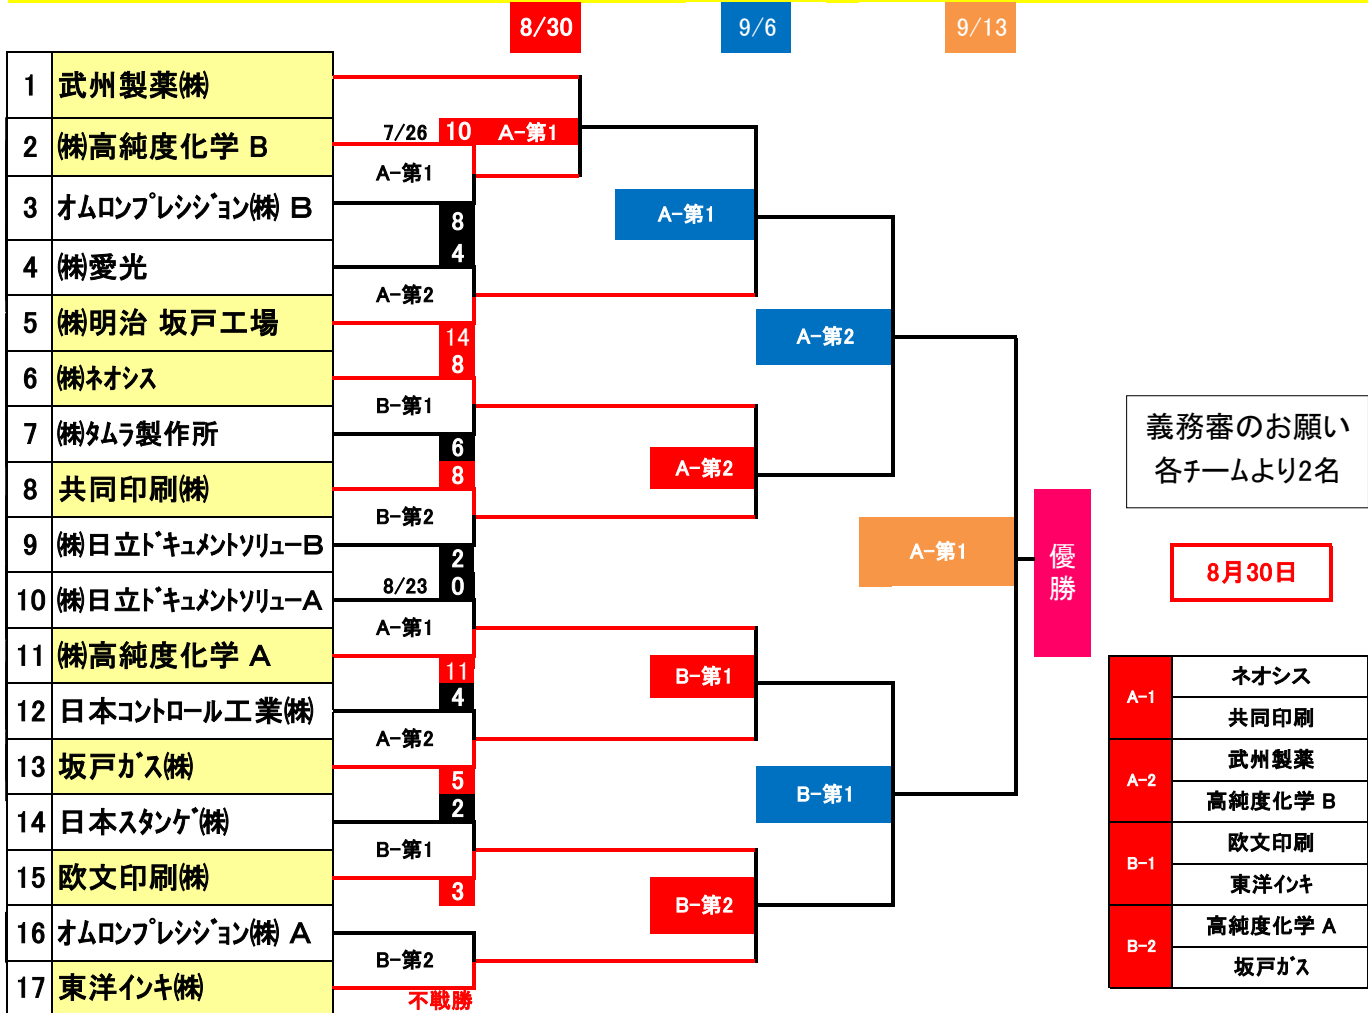 8/30 9/6 9/13
1 武州製薬㈱
7/26 10 A-第1
2 ㈱高純度化学 B
A-第1
3 オムロンプレシジョン㈱ B
8
A-第1
4
4 ㈱愛光
A-第2
5 ㈱明治 坂戸工場
14
A-第2
8
6 ㈱ネオシス
B-第1
7 ㈱タムラ製作所
6
8
A-第2
8 共同印刷㈱
B-第2
9 ㈱日立ドキュメントソリューB
2
8/23 0
10 ㈱日立ドキュメントソリューA
A-第1
11 ㈱高純度化学 A
11
B-第1
4
12 日本コントロール工業㈱
A-第2
13 坂戸ガス㈱
5
B-第1
2
14 日本スタンゲ㈱
B-第1
15 欧文印刷㈱
3
B-第2
16 オムロンプレシジョン㈱ A
B-第2
17 東洋インキ㈱
不戦勝
A-第1
優勝
義務審のお願い
各チームより2名
8月30日
A-1 ネオシス
共同印刷
A-2 武州製薬
高純度化学 B
B-1 欧文印刷
東洋インキ
B-2 高純度化学 A
坂戸ガス